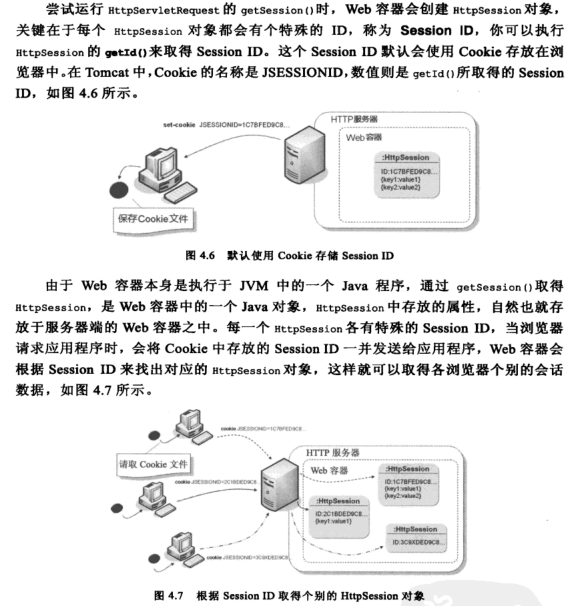 尝试运行 HttpServletRequest 的 getSession()时，Web 容器会创建 HttpSession 对象，
关键在于每个 HttpSession 对象都会有个特殊的 ID，称为 Session ID，你可以执行
HttpSession 的 getId()来取得 Session ID。这个 Session ID 默认会使用 Cookie 存放在浏
览器中。在 Tomcat 中，Cookie 的名称是 JSESSIONID，数值则是 getId()所取得的 Session
ID，如图 4.6 所示。
set-cookie JSESSIONID=1C7BFED9C8...
HTTP服务器
Web容器
:HttpSession
ID:1C7BFED9C8...
{key1:value1}
{key2:value2}
保存Cookie文件
图 4.6 默认使用 Cookie 存储 Session ID
由于 Web 容器本身是执行于 JVM 中的一个 Java 程序，通过 getSession()取得
HttpSession，是 Web 容器中的一个 Java 对象，HttpSession 中存放的属性，自然也就存
放于服务器端的 Web 容器之中。每一个 HttpSession 各有特殊的 Session ID，当浏览器
请求应用程序时，会将 Cookie 中存放的 Session ID 一并发送给应用程序，Web 容器会
根据 Session ID 来找出对应的 HttpSession 对象，这样就可以取得各浏览器个别的会话
数据，如图 4.7 所示。
cookie JSESSIONID=1C7BFED9C8...
请取 Cookie 文件
HTTP 服务器
Web 容器
:HttpSession
ID:1C7BFED9C8...
{key1:value1}
{key2:value2}
cookie JSESSIONID=2C1BDED9C8...
:HttpSession
ID:2C1BDED9C8...
{key1:value1}
:HttpSession
ID:3C9XDED9C8...
cookie JSESSIONID=3C9XDED9C8...
图 4.7 根据 Session ID 取得个别的 HttpSession 对象